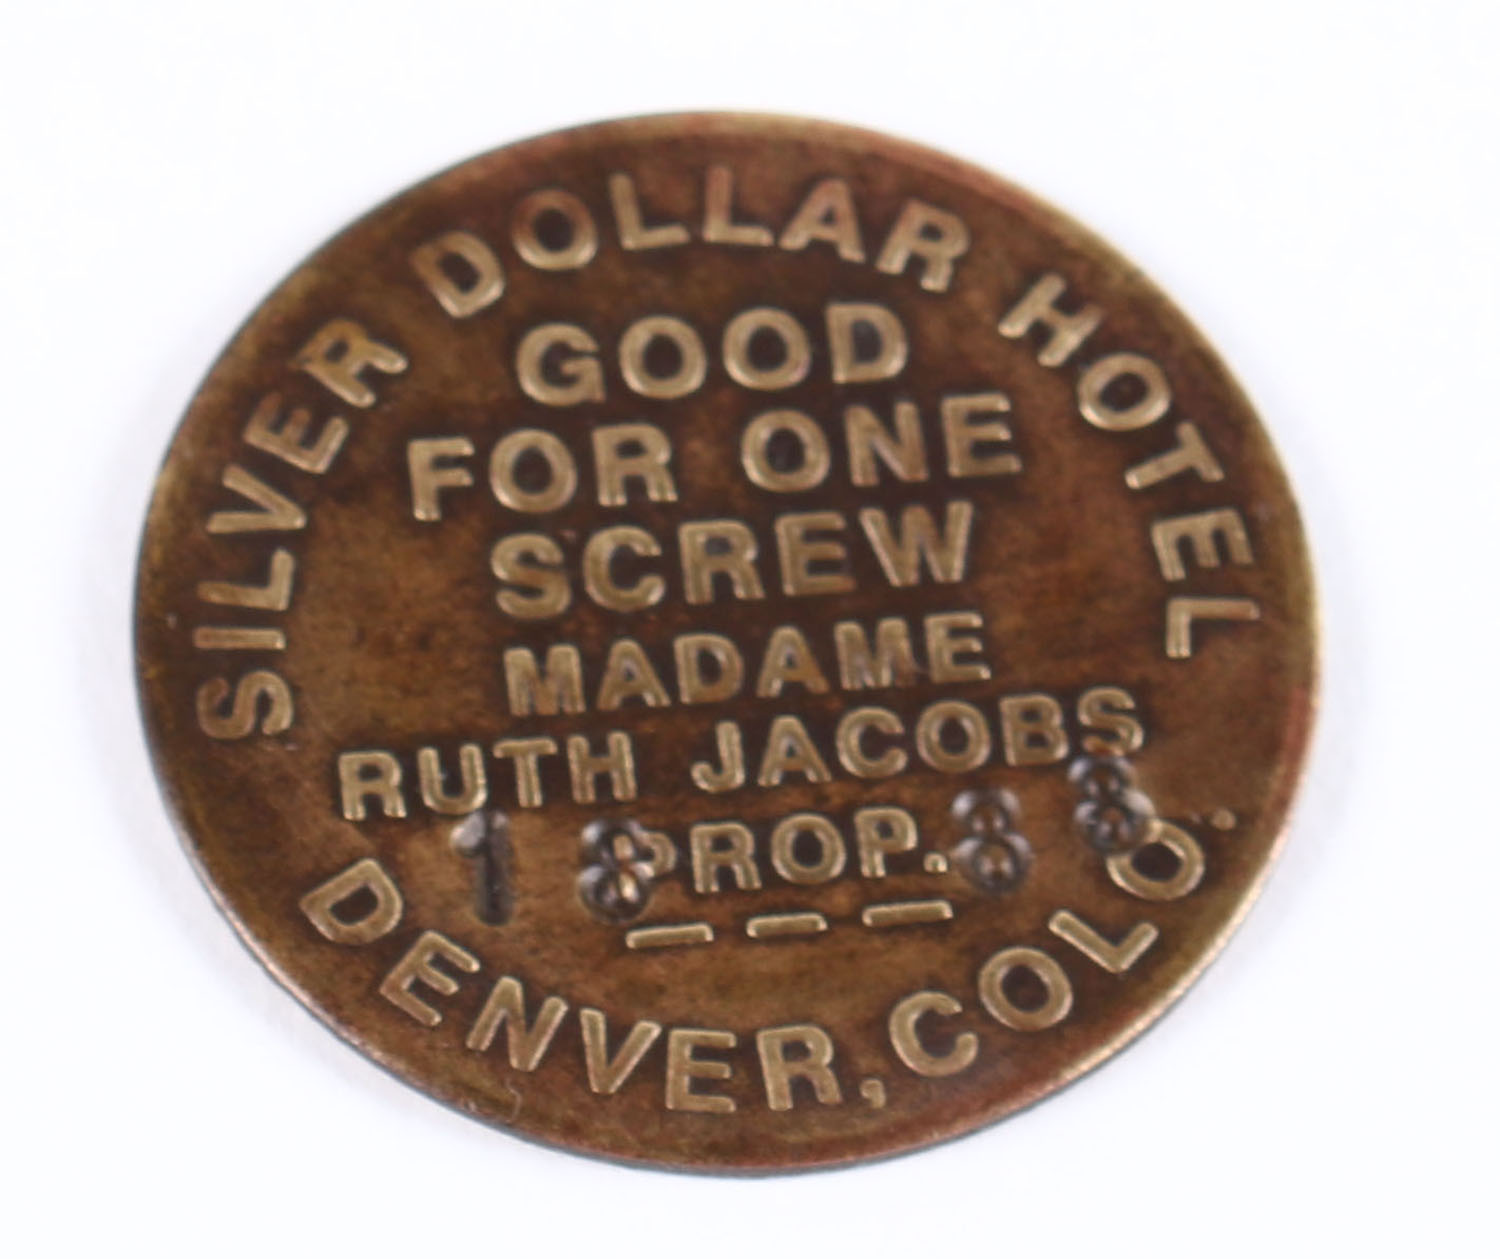 SILVER DOLLAR HOTEL
GOOD
FOR ONE
SCREW
MADAME
RUTH JACOBS
PROP.
1 8 8 8
DENVER, COLO.